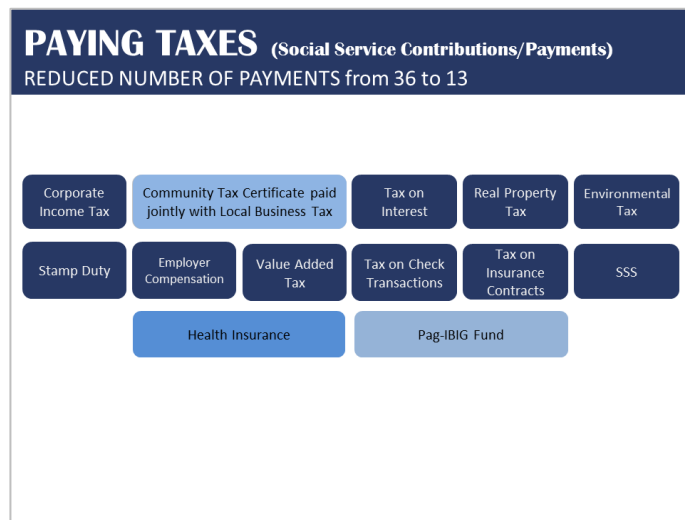 PAYING TAXES (Social Service Contributions/Payments)
REDUCED NUMBER OF PAYMENTS from 36 to 13
Corporate
Income Tax
Community Tax Certificate paid
jointly with Local Business Tax
Tax on
Interest
Real Property
Tax
Environmental
Tax
Stamp Duty
Employer
Compensation
Value Added
Tax
Tax on Check
Transactions
Tax on
Insurance
Contracts
SSS
Health Insurance
Pag-IBIG Fund